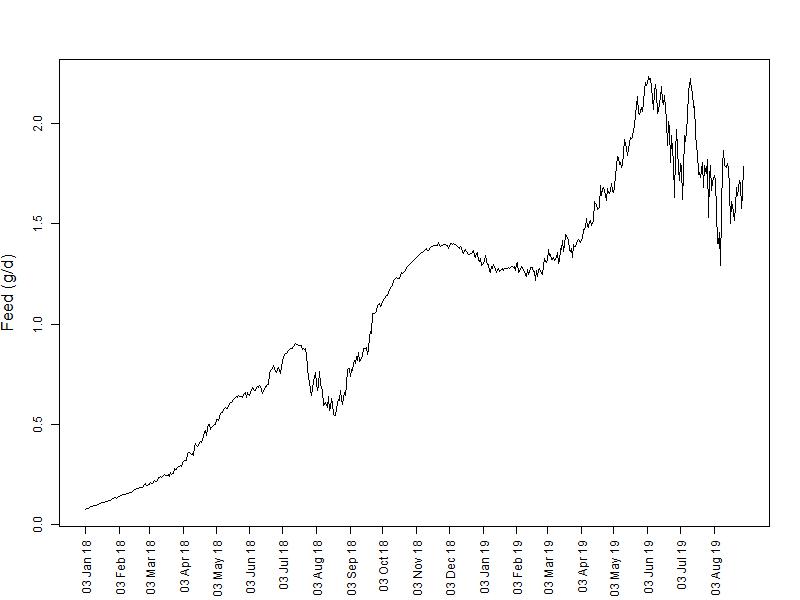 Feed (g/d)
2.0
1.5
1.0
0.5
0.0
03 Jan 18
03 Feb 18
03 Mar 18
03 Apr 18
03 May 18
03 Jun 18
03 Jul 18
03 Aug 18
03 Sep 18
03 Oct 18
03 Nov 18
03 Dec 18
03 Jan 19
03 Feb 19
03 Mar 19
03 Apr 19
03 May 19
03 Jun 19
03 Jul 19
03 Aug 19